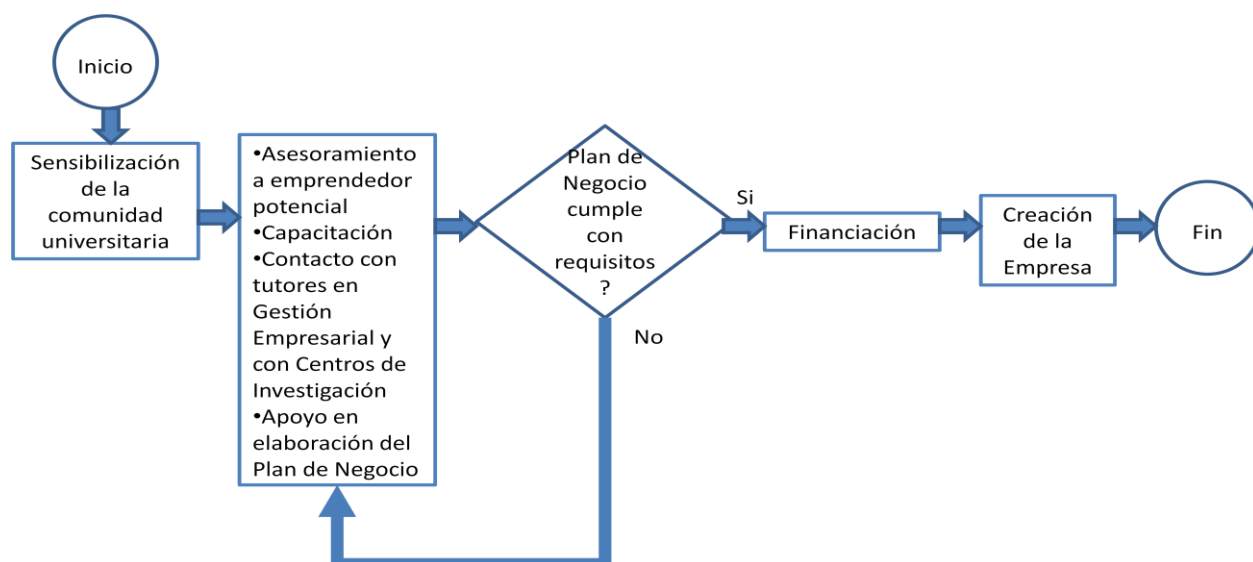 Inicio
Sensibilización
de la
comunidad
universitaria
•Asesoramiento
a emprendedor
potencial
•Capacitación
•Contacto con
tutores en
Gestión
Empresarial y
con Centros de
Investigación
•Apoyo en
elaboración del
Plan de Negocio
Plan de
Negocio
cumple
con
requisitos
?
Si
No
Financiación
Creación
de la
Empresa
Fin